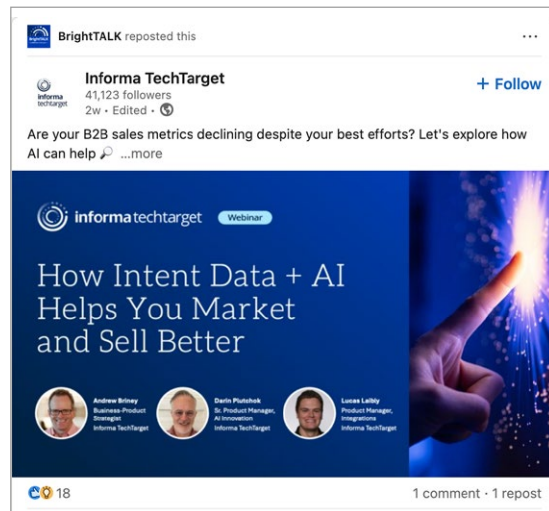 BrightTALK reposted this
Informa TechTarget
41,123 followers
2w • Edited •
+ Follow
informa
techtarget
Are your B2B sales metrics declining despite your best efforts? Let's explore how
AI can help 🔎 ...more
informa techtarget
Webinar
How Intent Data + AI
Helps You Market
and Sell Better
Andrew Briney
Business-Product
Strategist
Informa TechTarget
Darin Plutchok
Sr. Product Manager,
AI Innovation
Informa TechTarget
Lucas Laibly
Product Manager,
Integrations
Informa TechTarget
18
1 comment · 1 repost